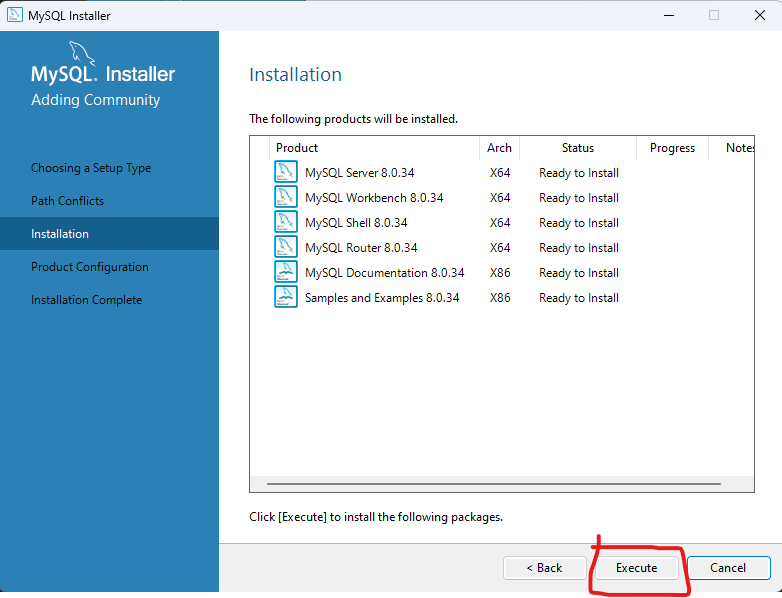 MySQL Installer
MySQL. Installer
Adding Community
Choosing a Setup Type
Path Conflicts
Installation
Product Configuration
Installation Complete
Installation
The following products will be installed.
Product Arch Status Progress Notes
MySQL Server 8.0.34 X64 Ready to Install
MySQL Workbench 8.0.34 X64 Ready to Install
MySQL Shell 8.0.34 X64 Ready to Install
MySQL Router 8.0.34 X64 Ready to Install
MySQL Documentation 8.0.34 X86 Ready to Install
Samples and Examples 8.0.34 X86 Ready to Install
Click [Execute] to install the following packages.
< Back Execute Cancel